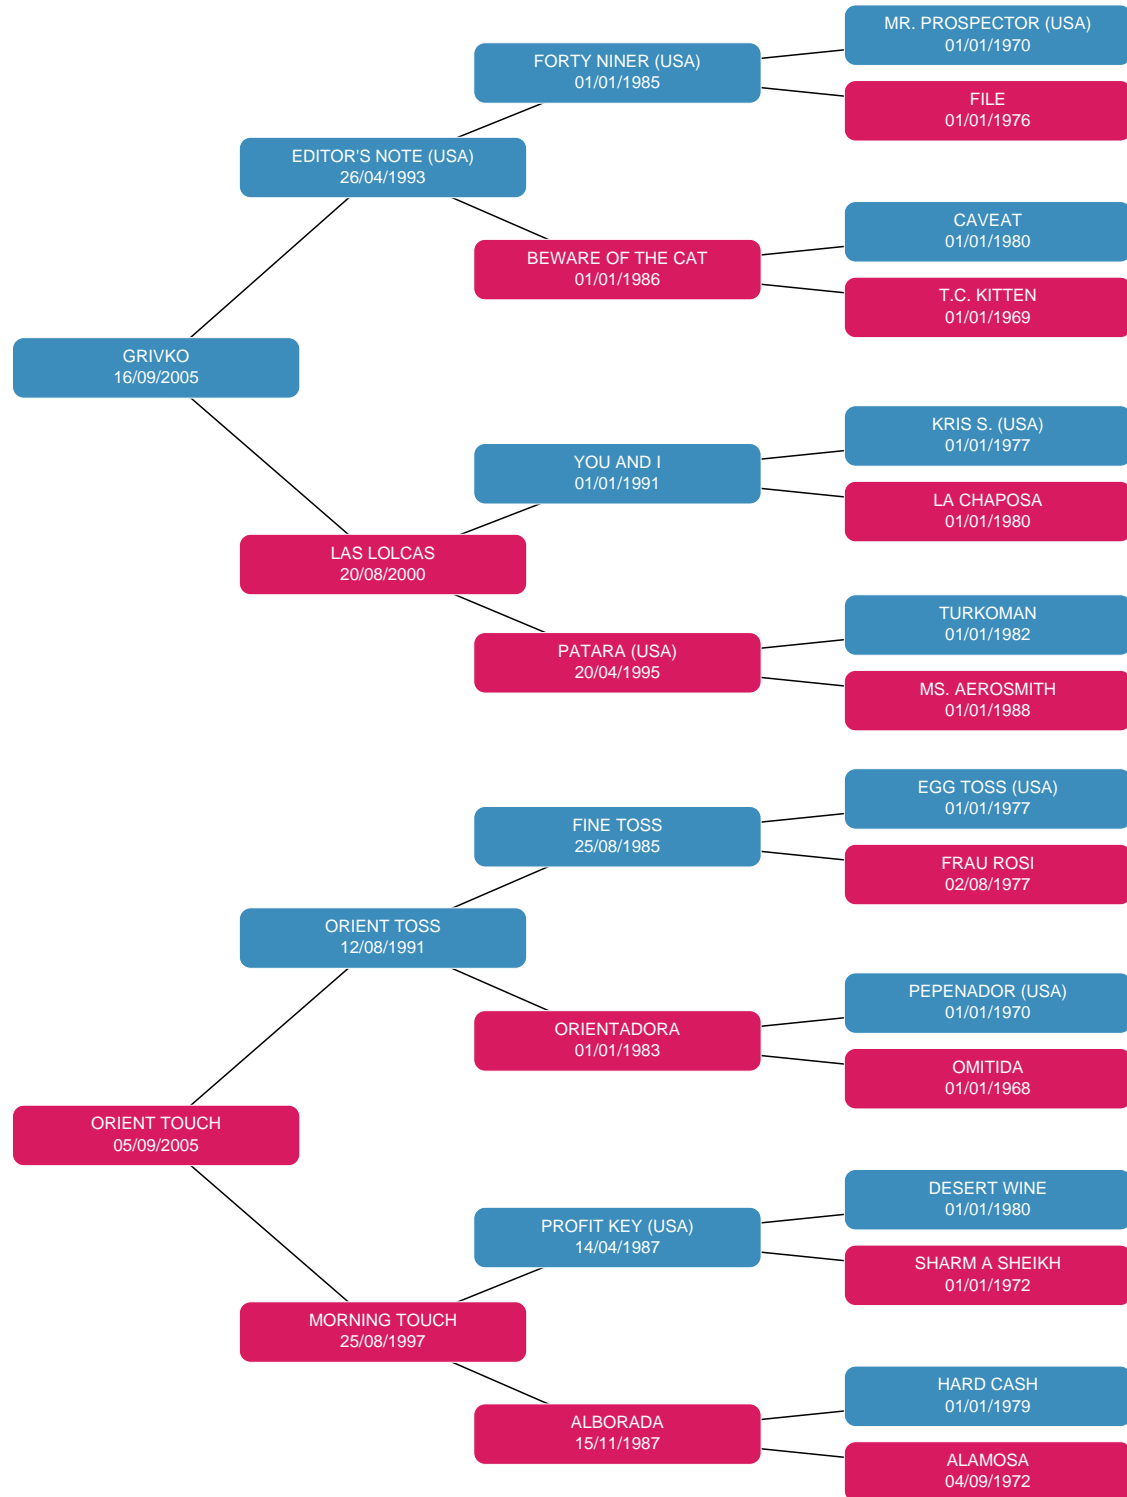 MR. PROSPECTOR (USA)
01/01/1970
FORTY NINER (USA)
01/01/1985
FILE
01/01/1976
EDITOR'S NOTE (USA)
26/04/1993
CAVEAT
01/01/1980
BEWARE OF THE CAT
01/01/1986
T.C. KITTEN
01/01/1969
GRIVKO
16/09/2005
KRIS S. (USA)
01/01/1977
YOU AND I
01/01/1991
LA CHAPOSA
01/01/1980
LAS LOLCAS
20/08/2000
TURKOMAN
01/01/1982
PATARA (USA)
20/04/1995
MS. AEROSMITH
01/01/1988
EGG TOSS (USA)
01/01/1977
FINE TOSS
25/08/1985
FRAU ROSI
02/08/1977
ORIENT TOSS
12/08/1991
PEPENADOR (USA)
01/01/1970
ORIENTADORA
01/01/1983
OMITIDA
01/01/1968
ORIENT TOUCH
05/09/2005
DESERT WINE
01/01/1980
PROFIT KEY (USA)
14/04/1987
SHARM A SHEIKH
01/01/1972
MORNING TOUCH
25/08/1997
HARD CASH
01/01/1979
ALBORADA
15/11/1987
ALAMOSA
04/09/1972